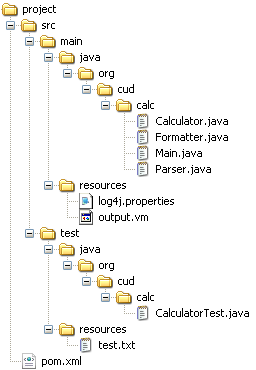 project
src
main
java
org
cud
calc
Calculator.java
Formatter.java
Main.java
Parser.java
resources
log4j.properties
output.vm
test
java
org
cud
calc
CalculatorTest.java
resources
test.txt
pom.xml